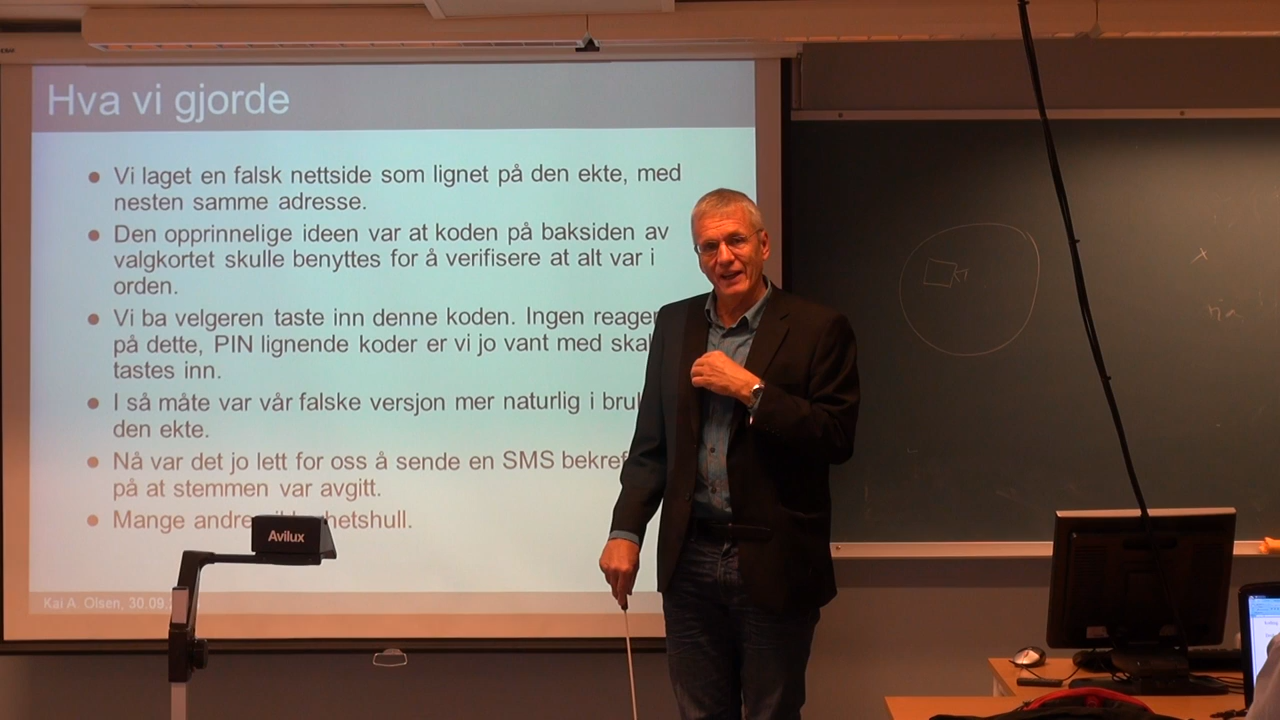 Hva vi gjorde
Vi laget en falsk nettside som lignet på den ekte, med
nesten samme adresse.
Den opprinnelige ideen var at koden på baksiden av
valgkortet skulle benyttes for å verifisere at alt var i
orden.
Vi ba velgeren taste inn denne koden. Ingen reager
på dette, PIN lignende koder er vi jo vant med skal
tastes inn.
I så måte var vår falske versjon mer naturlig i bru
den ekte.
Nå var det jo lett for oss å sende en SMS bekref
på at stemmen var avgitt.
Mange andre hetshull.
Avilux
Kai A. Olsen, 30.09.